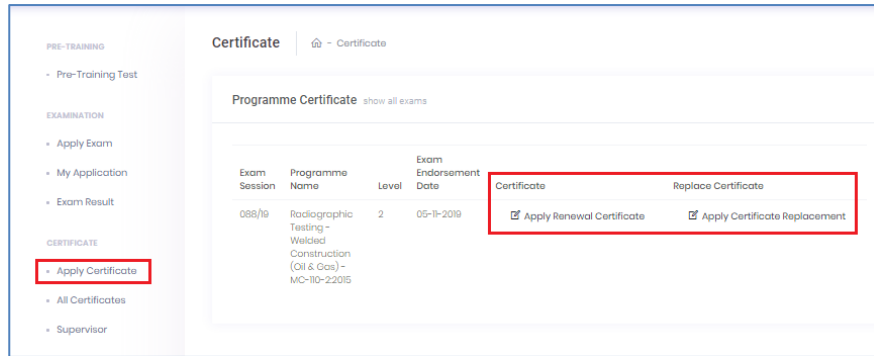 PRE-TRAINING
Pre-Training Test
EXAMINATION
Apply Exam
My Application
Exam Result
CERTIFICATE
Apply Certificate
All Certificates
Supervisor
Certificate - Certificate
Programme Certificate show all exams
Exam Session
Programme Name
Level
Exam Endorsement Date
Certificate
Replace Certificate
088/19
Radiographic
Testing -
Welded
Construction
(Oil & Gas) -
MC-110-2:2015
2
05-11-2019
Apply Renewal Certificate
Apply Certificate Replacement